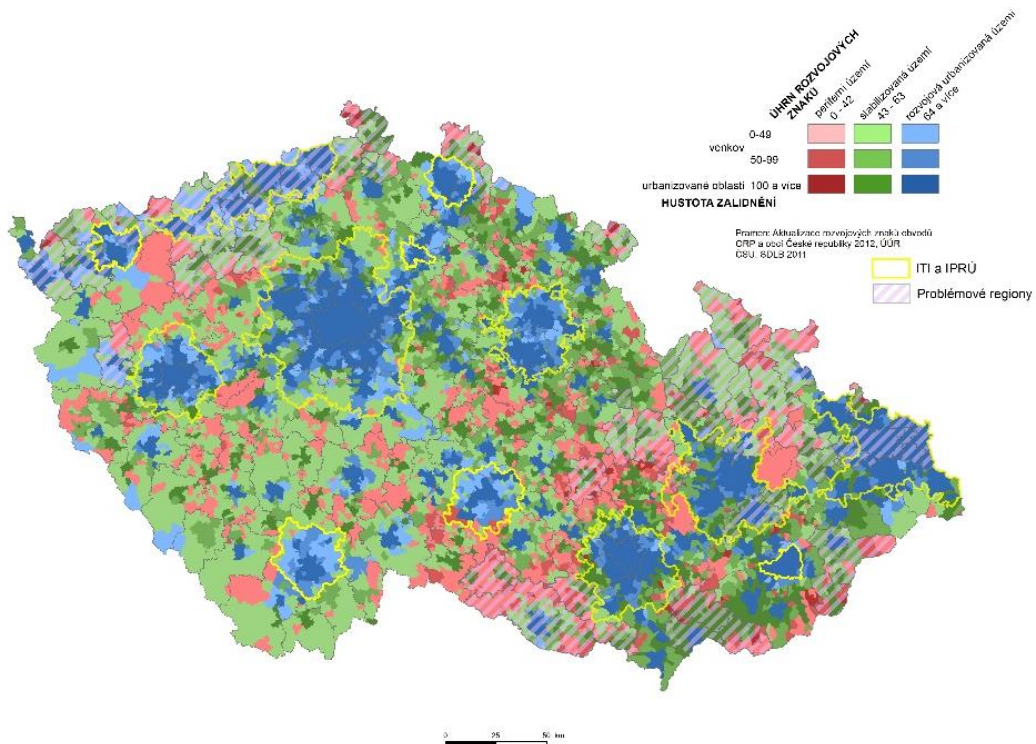 ÚHRN ROZVOJOVÝCH
ZNAKŮ
periferní území
0 - 42
stabilizovaná území
43 - 63
rozvojová urbanizovaná území
64 a více
0-49
venkov
50-99
urbanizované oblasti 100 a více
HUSTOTA ZALIDNĚNÍ
Pramen: Aktualizace rozvojových znaků obvodů
ORP a obcí České republiky 2012, ÚÚR
ČSÚ, SDLB 2011
ITI a IPRÚ
Problémové regiony
0 25 50 km